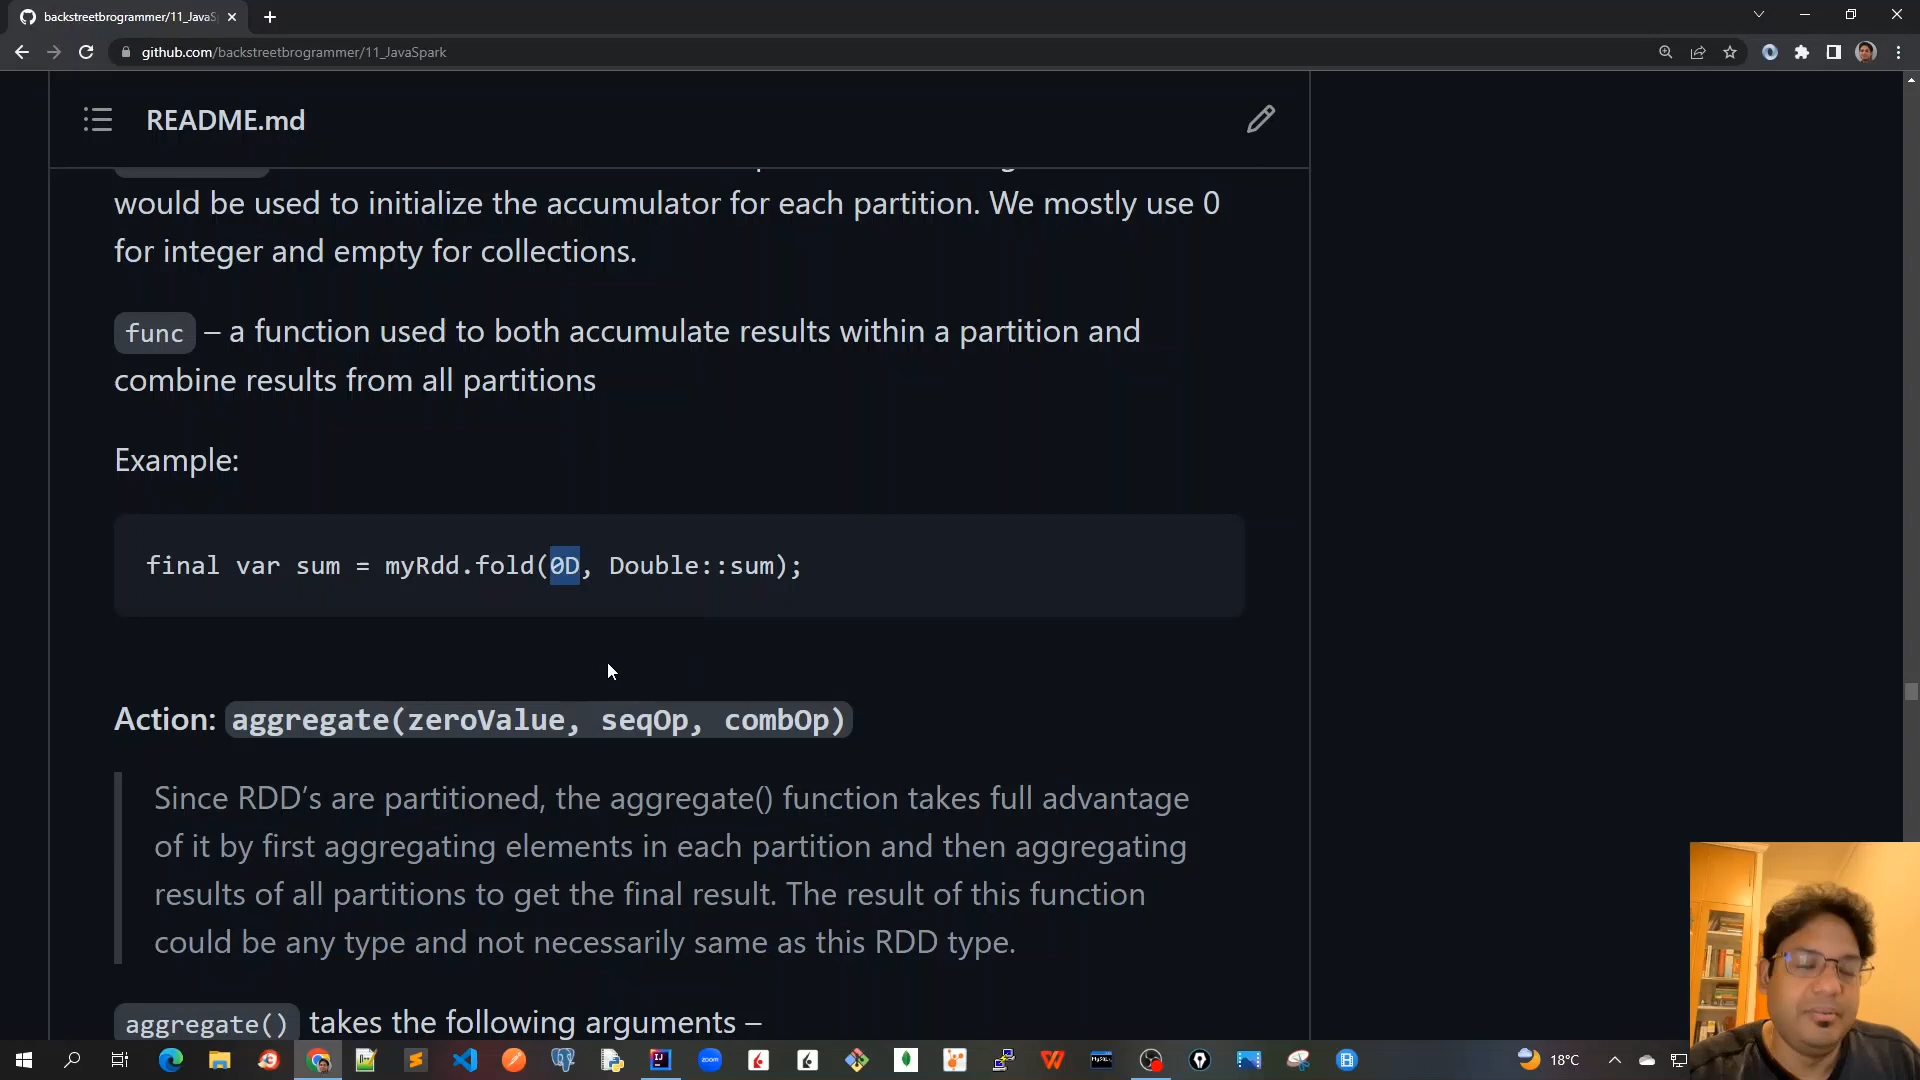 backstreetbrogrammer/11_JavaS
github.com/backstreetbrogrammer/11_JavaSpark
README.md
would be used to initialize the accumulator for each partition. We mostly use 0
for integer and empty for collections.
func – a function used to both accumulate results within a partition and
combine results from all partitions
Example:
final var sum = myRdd.fold(0D, Double::sum);
Action: aggregate(zeroValue, seqOp, combOp)
Since RDD’s are partitioned, the aggregate() function takes full advantage
of it by first aggregating elements in each partition and then aggregating
results of all partitions to get the final result. The result of this function
could be any type and not necessarily same as this RDD type.
aggregate() takes the following arguments –
zoom
18°C